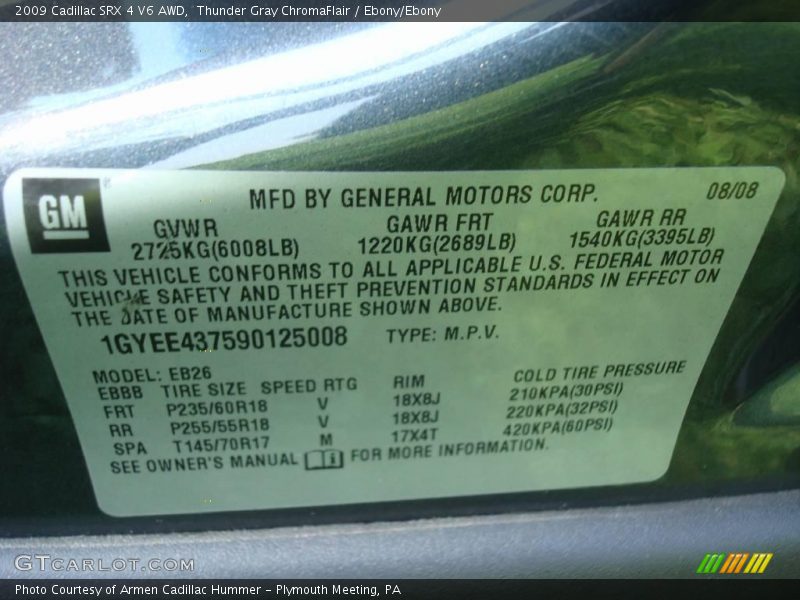 2009 Cadillac SRX 4 V6 AWD,  Thunder Gray ChromaFlair / Ebony/Ebony
GM
MFD BY GENERAL MOTORS CORP. 08/08
GVWR GAWR FRT GAWR RR
2725KG(6008LB) 1220KG(2689LB) 1540KG(3395LB)
THIS VEHICLE CONFORMS TO ALL APPLICABLE U.S. FEDERAL MOTOR
VEHICLE SAFETY AND THEFT PREVENTION STANDARDS IN EFFECT ON
THE DATE OF MANUFACTURE SHOWN ABOVE.
1GYEE437590125008 TYPE: M.P.V.
MODEL: EB26
EBBB TIRE SIZE SPEED RTG RIM COLD TIRE PRESSURE
FRT P235/60R18 V 18X8J 210KPA(30PSI)
RR P255/55R18 V 18X8J 220KPA(32PSI)
SPA T145/70R17 M 17X4T 420KPA(60PSI)
SEE OWNER'S MANUAL FOR MORE INFORMATION.
GTCARLOT.COM
Photo Courtesy of Armen Cadillac Hummer - Plymouth Meeting, PA